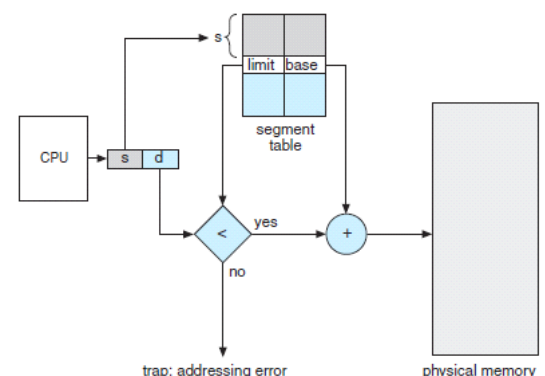 s
limit base
segment
table
CPU
s d
<
yes
+
no
trap: addressing error
physical memory